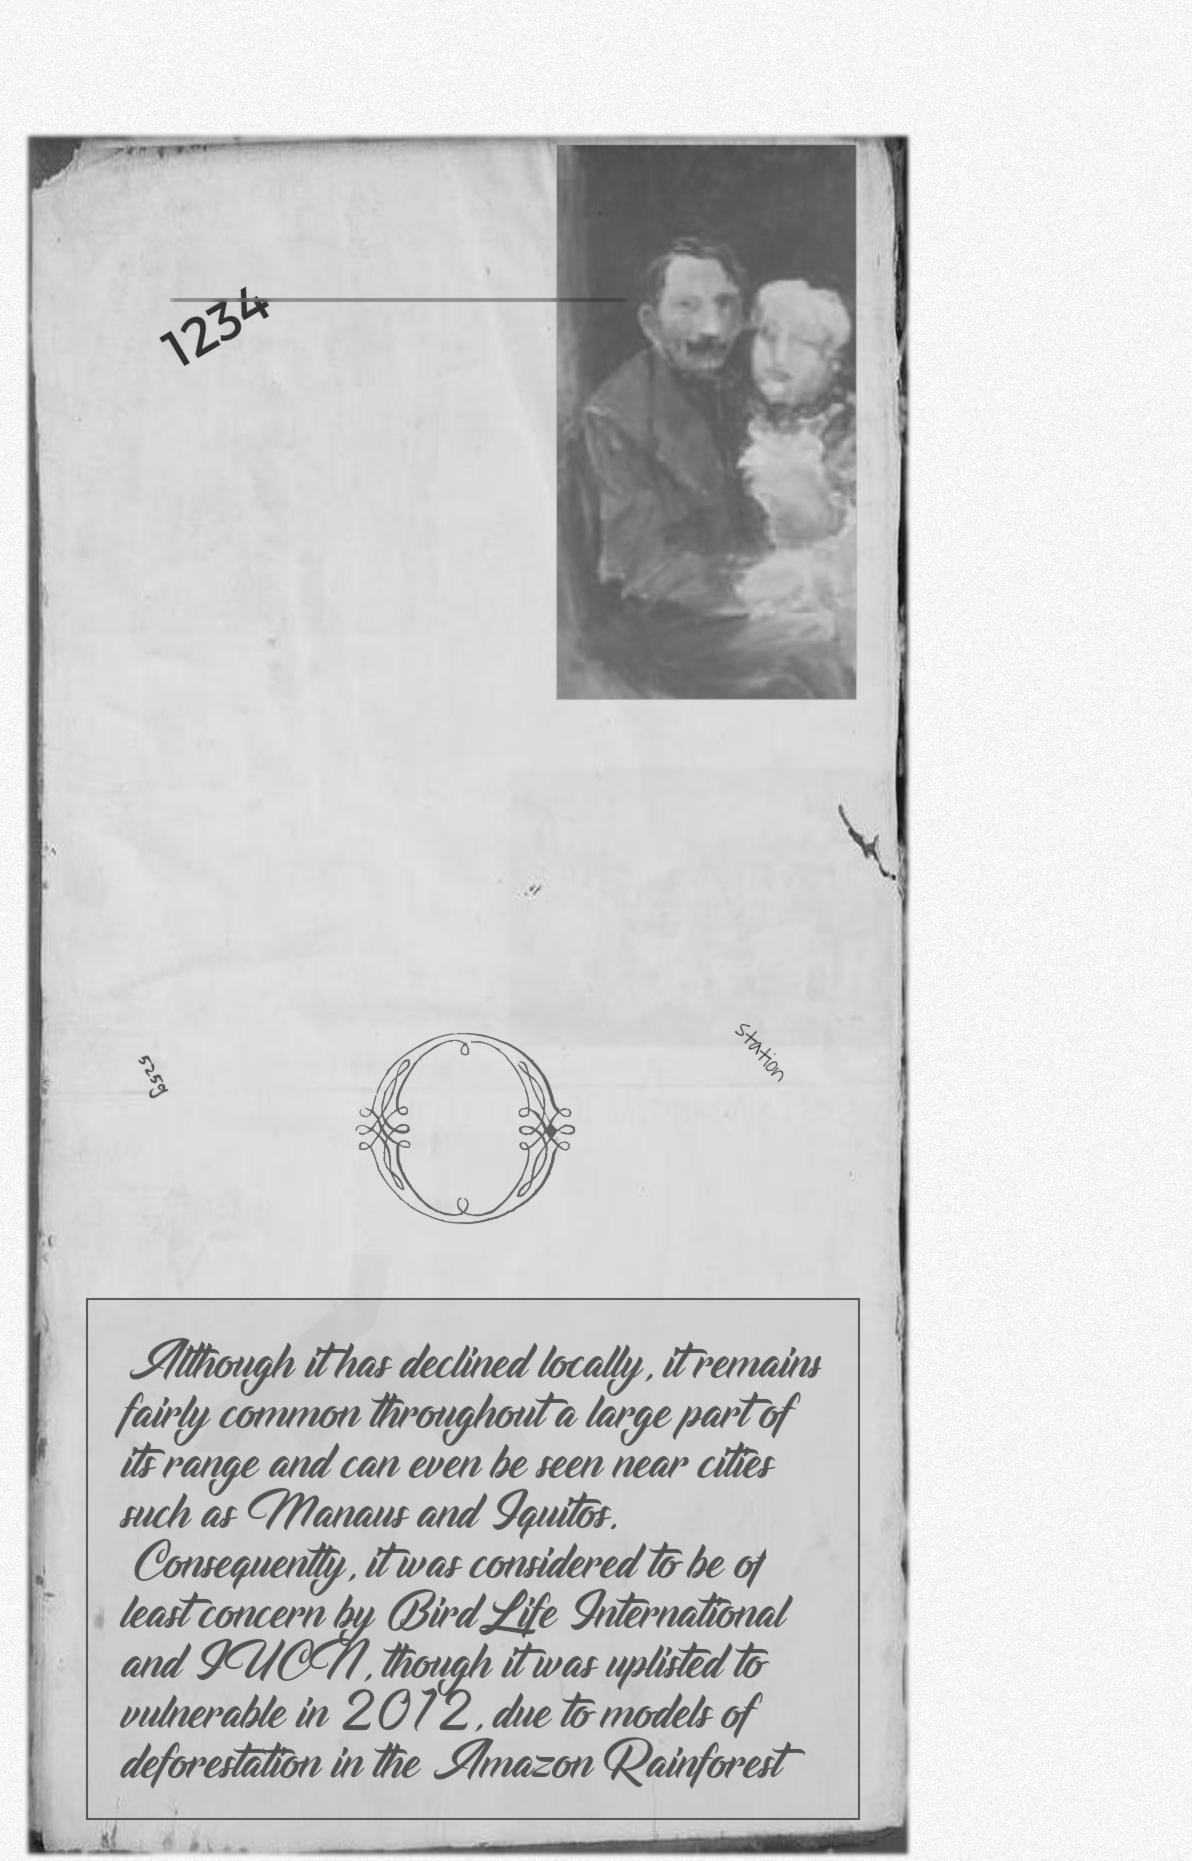 1234
station
525g
Although it has declined locally, it remains
fairly common throughout a large part of
its range and can even be seen near cities
such as Manaus and Iquitos.
Consequently, it was considered to be of
least concern by BirdLife International
and IUCN, though it was uplisted to
vulnerable in 2012, due to models of
deforestation in the Amazon Rainforest